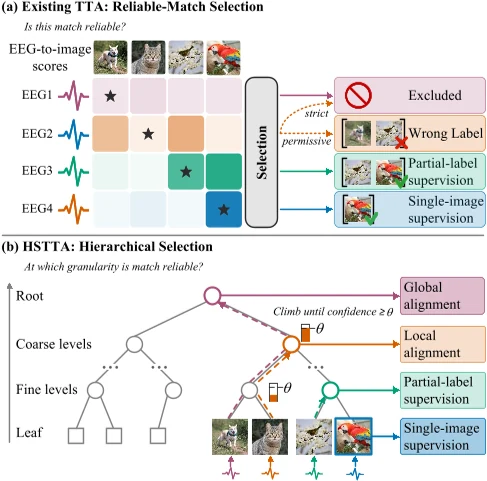 (a) Existing TTA: Reliable-Match Selection
Is this match reliable?
EEG-to-image
scores
EEG1
EEG2
EEG3
EEG4
Selection
strict
permissive
Excluded
Wrong Label
Partial-label
supervision
Single-image
supervision
(b) HSTTA: Hierarchical Selection
At which granularity is match reliable?
Root
Coarse levels
Fine levels
Leaf
Climb until confidence ≥ θ
θ
θ
...
...
...
...
Global
alignment
Local
alignment
Partial-label
supervision
Single-image
supervision